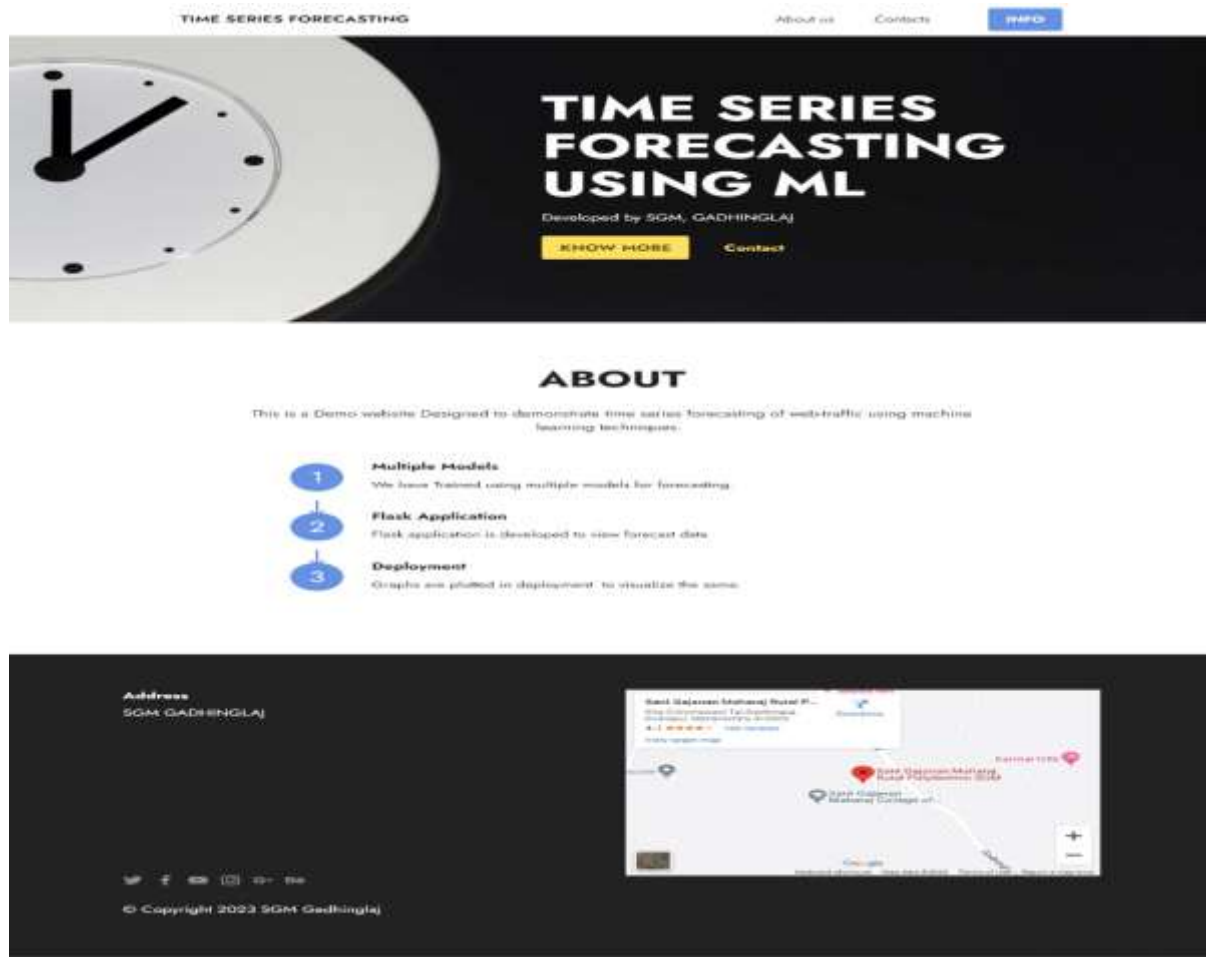 TIME SERIES FORECASTING
About us
Contacts
INFO
TIME SERIES
FORECASTING
USING ML
Developed by SGM, GADHINGLAJ
KNOW MORE
Contact
ABOUT
This is a Demo website Designed to demonstrate time series forecasting of web-traffic using machine
learning techniques.
1
Multiple Models
We have Trained using multiple models for forecasting
2
Flask Application
Flask application is developed to view forecast data
3
Deployment
Graphs are plotted in deployment to visualize the same
Address
SGM GADHINGLAJ
Sant Gajanan Maharaj Rural P...
Directions
View larger map
Sant Gajanan Maharaj
Rural Polytechnic SGM
Sant Gajanan
Maharaj College of...
Google
© Copyright 2023 SGM Gadhinglaj